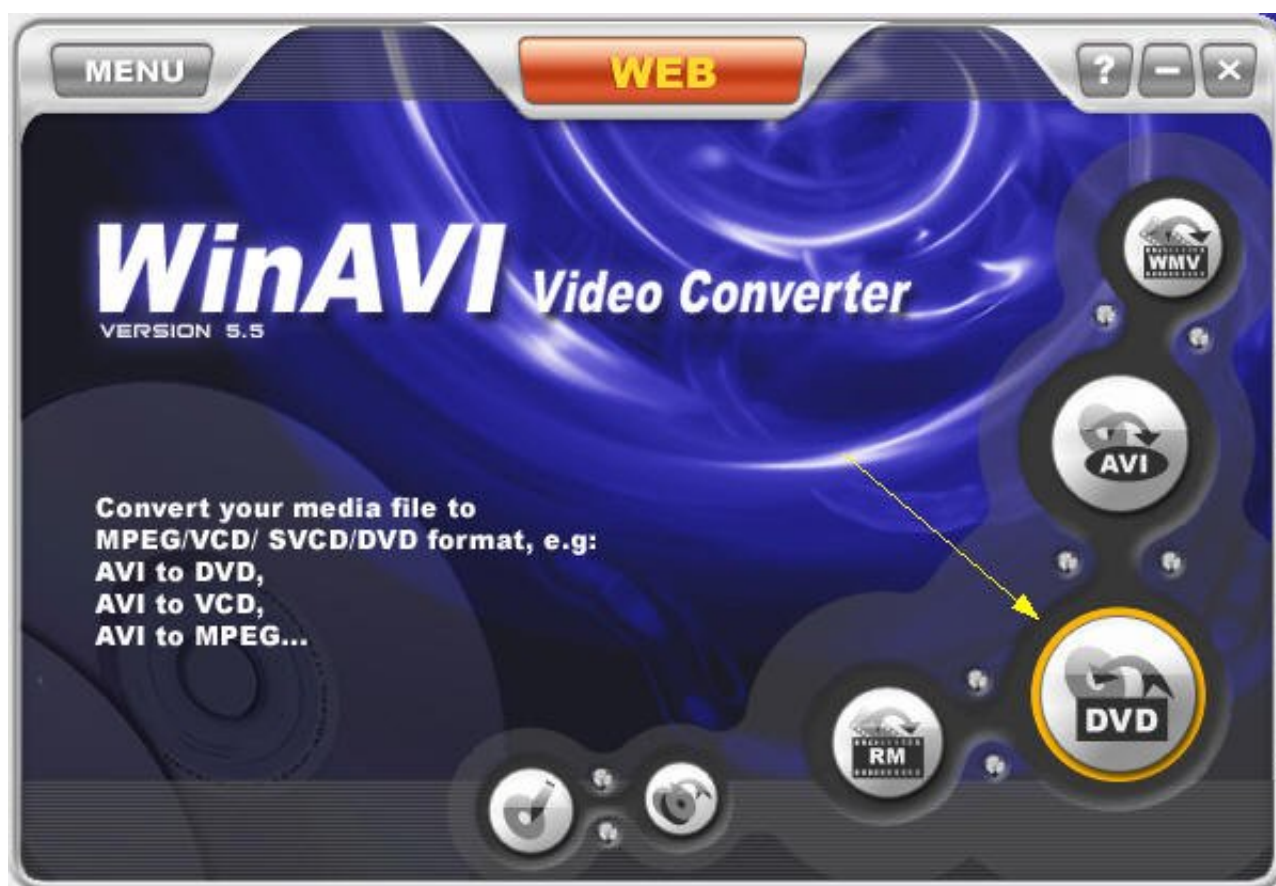 MENU
WEB
?
WMV
WinAVI Video Converter
VERSION 5.5
AVI
Convert your media file to
MPEG/VCD/ SVCD/DVD format, e.g:
AVI to DVD,
AVI to VCD,
AVI to MPEG...
DVD
RM